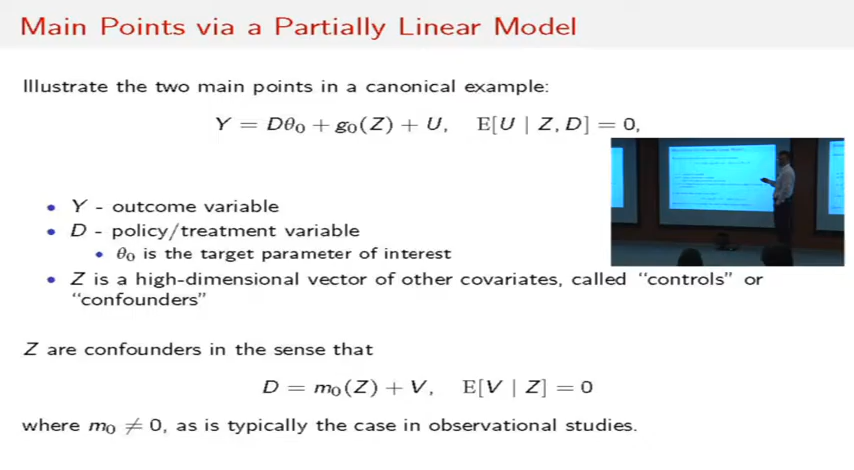 Main Points via a Partially Linear Model
Illustrate the two main points in a canonical example:
Y = Dθ₀ + g₀(Z) + U, E[U | Z, D] = 0,
• Y - outcome variable
• D - policy/treatment variable
• θ₀ is the target parameter of interest
• Z is a high-dimensional vector of other covariates, called “controls” or
“confounders”
Z are confounders in the sense that
D = m₀(Z) + V, E[V | Z] = 0
where m₀ ≠ 0, as is typically the case in observational studies.